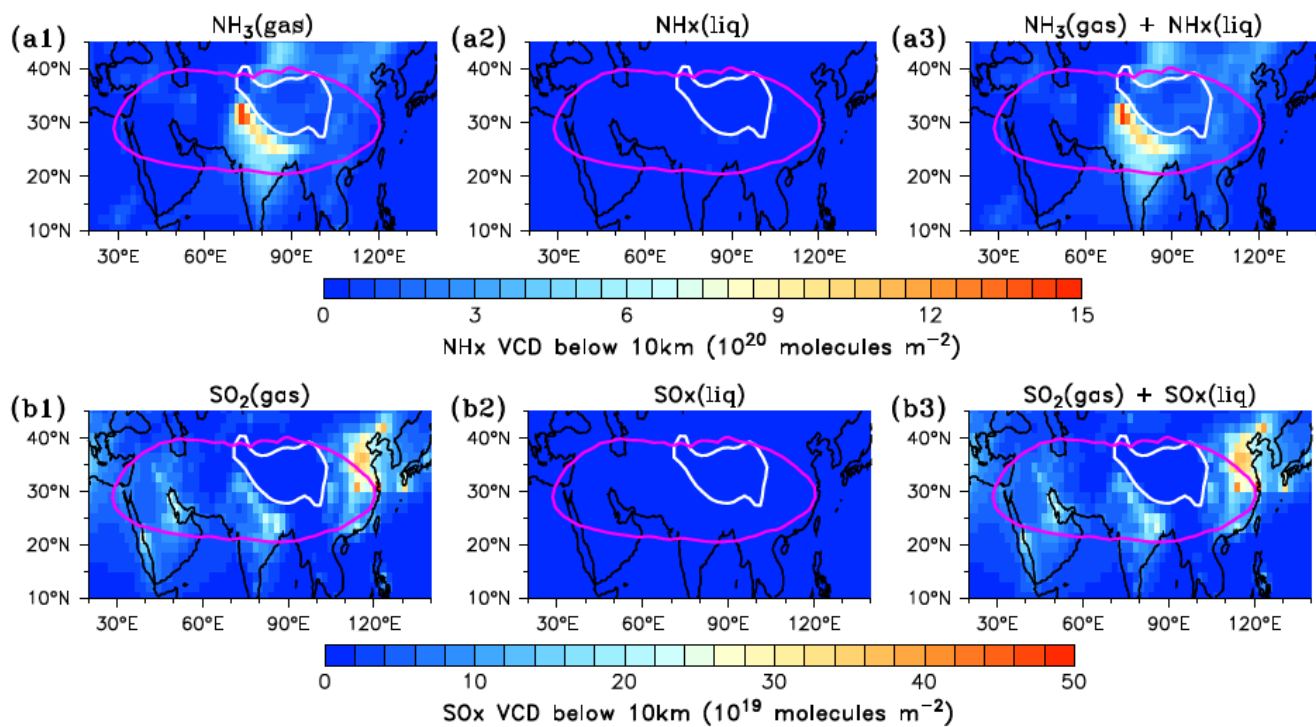 NH₃(gas) NHx(liq) NH₃(gas) + NHx(liq)
(a1) (a2) (a3)
40°N 40°N 40°N
30°N 30°N 30°N
20°N 20°N 20°N
10°N 10°N 10°N
30°E 60°E 90°E 120°E 30°E 60°E 90°E 120°E 30°E 60°E 90°E 120°E
0 3 6 9 12 15
NHx VCD below 10km (10²⁰ molecules m⁻²)
SO₂(gas) SOx(liq) SO₂(gas) + SOx(liq)
(b1) (b2) (b3)
40°N 40°N 40°N
30°N 30°N 30°N
20°N 20°N 20°N
10°N 10°N 10°N
30°E 60°E 90°E 120°E 30°E 60°E 90°E 120°E 30°E 60°E 90°E 120°E
0 10 20 30 40 50
SOx VCD below 10km (10¹⁹ molecules m⁻²)